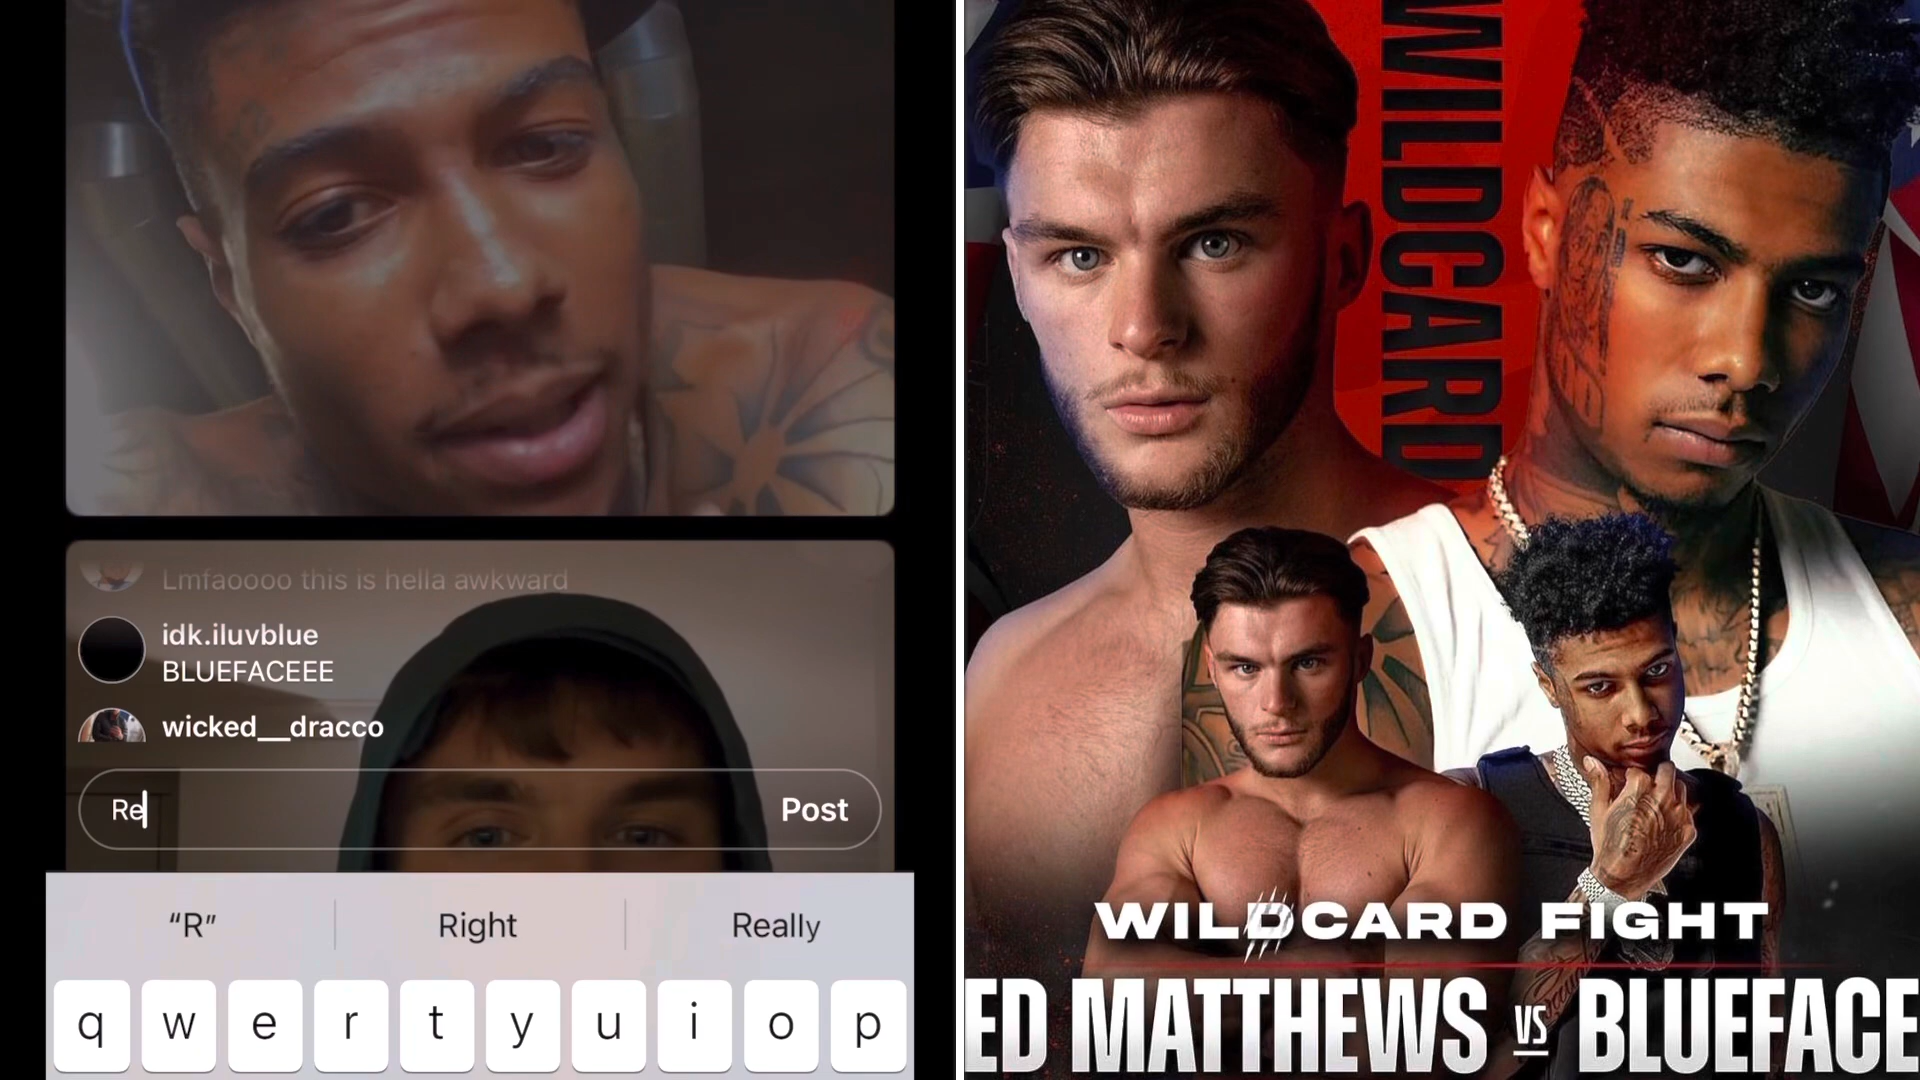 Lmfaoooo this is hella awkward
idk.iluvblue
BLUEFACEEE
wicked__dracco
Re
Post
“R”
Right
Really
q w e r t y u i o p
WILDCARD
WILDCARD FIGHT
ED MATTHEWS VS BLUEFACE